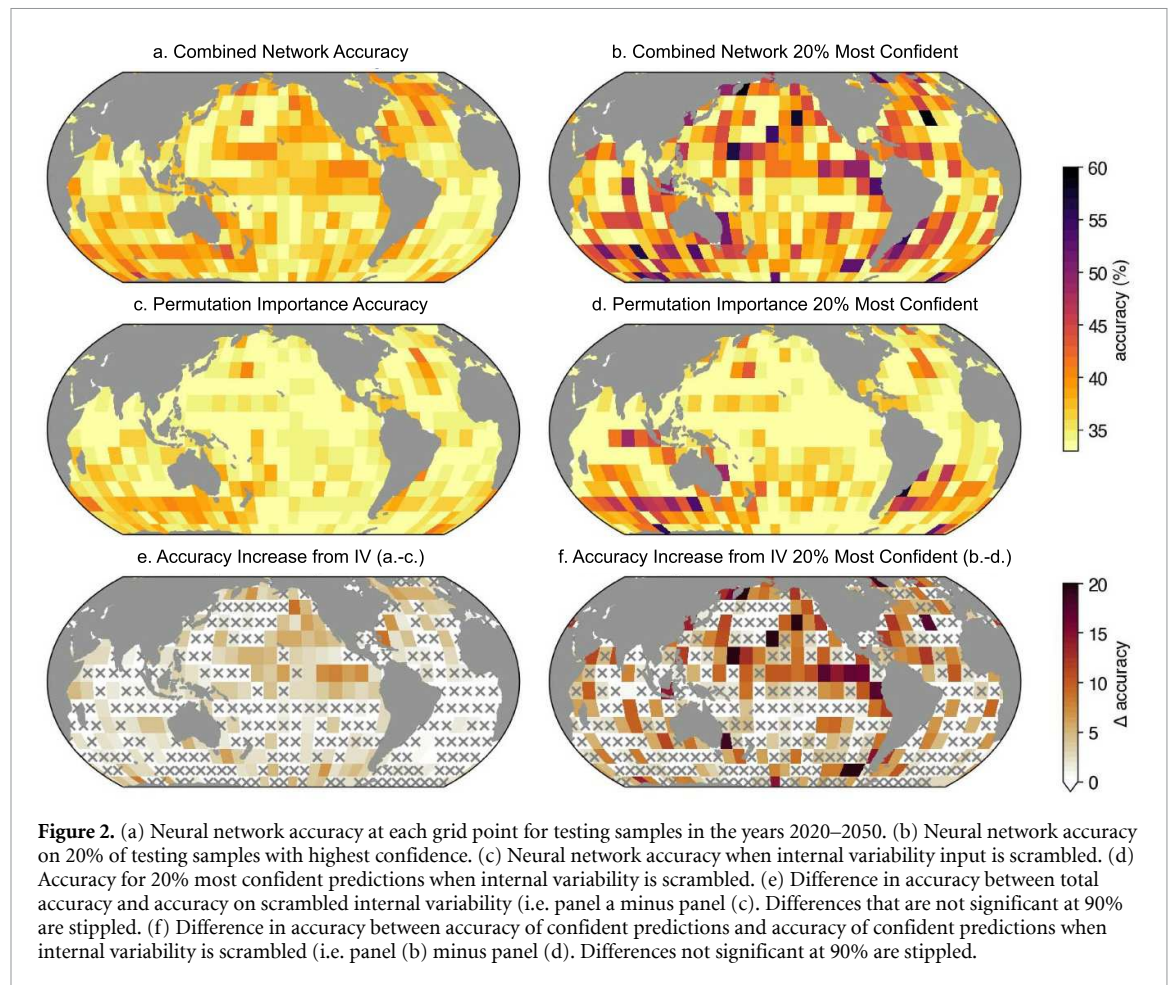 a. Combined Network Accuracy
b. Combined Network 20% Most Confident
c. Permutation Importance Accuracy
d. Permutation Importance 20% Most Confident
60
55
50
45
40
35
accuracy (%)
e. Accuracy Increase from IV (a.-c.)
f. Accuracy Increase from IV 20% Most Confident (b.-d.)
20
15
10
5
0
Δ accuracy
Figure 2. (a) Neural network accuracy at each grid point for testing samples in the years 2020–2050. (b) Neural network accuracy
on 20% of testing samples with highest confidence. (c) Neural network accuracy when internal variability input is scrambled. (d)
Accuracy for 20% most confident predictions when internal variability is scrambled. (e) Difference in accuracy between total
accuracy and accuracy on scrambled internal variability (i.e. panel a minus panel (c). Differences that are not significant at 90%
are stippled. (f) Difference in accuracy between accuracy of confident predictions and accuracy of confident predictions when
internal variability is scrambled (i.e. panel (b) minus panel (d). Differences not significant at 90% are stippled.